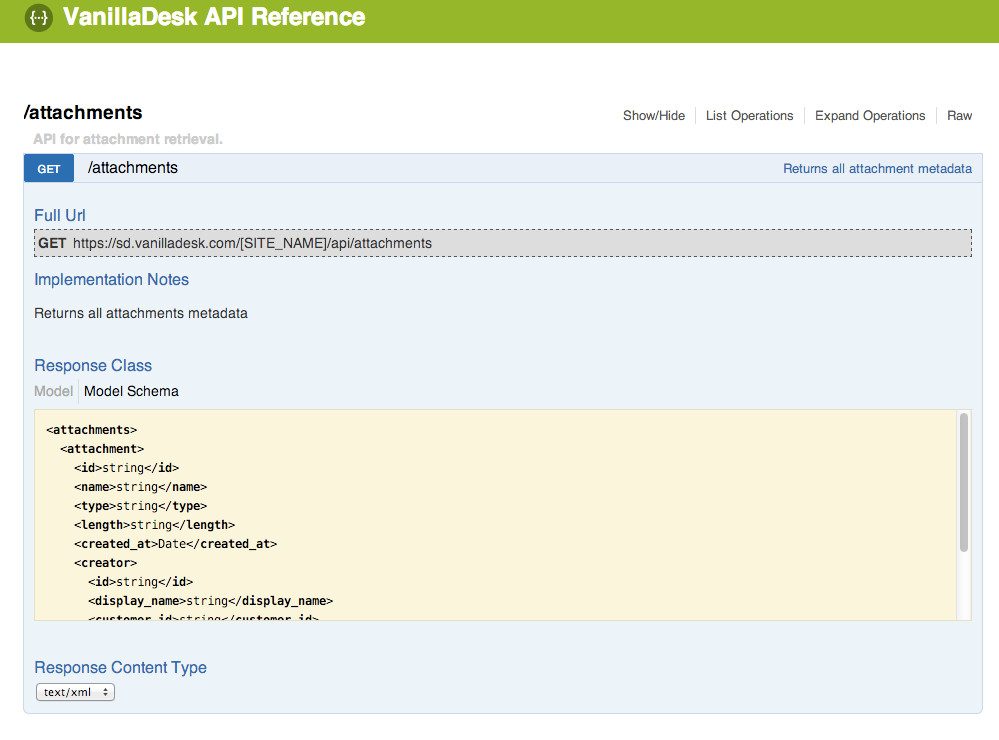 {···} VanillaDesk API Reference
/attachments
Show/Hide List Operations Expand Operations Raw
API for attachment retrieval.
GET /attachments Returns all attachment metadata
Full Url
GET https://sd.vanilladesk.com/[SITE_NAME]/api/attachments
Implementation Notes
Returns all attachments metadata
Response Class
Model Model Schema
<attachments>
<attachment>
<id>string</id>
<name>string</name>
<type>string</type>
<length>string</length>
<created_at>Date</created_at>
<creator>
<id>string</id>
<display_name>string</display_name>
<customer_id>string</customer_id>
Response Content Type
text/xml